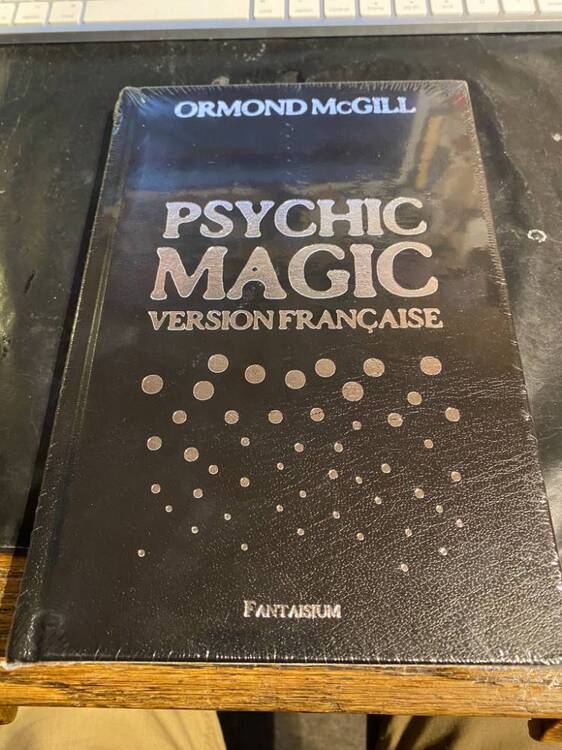 ORMOND McGILL
PSYCHIC
MAGIC
VERSION FRANÇAISE
FANTAISIUM